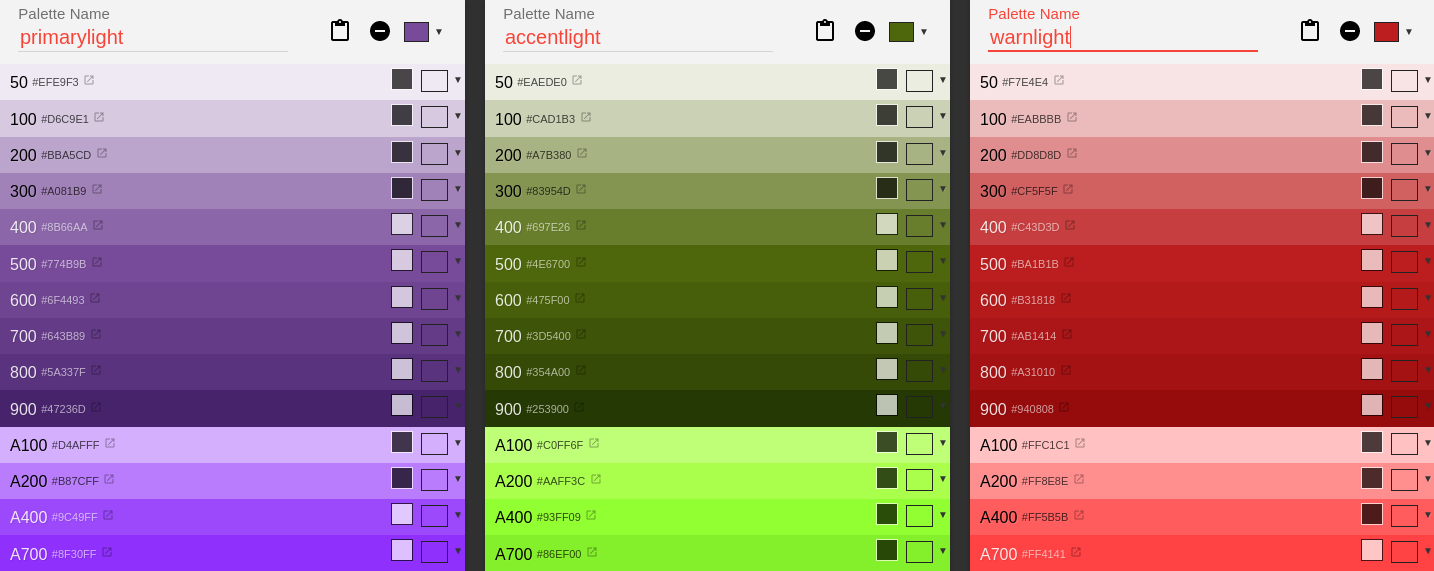 Palette Name
primarylight
50 #EFE9F3
100 #D6C9E1
200 #BBA5CD
300 #A081B9
400 #8B66AA
500 #774B9B
600 #6F4493
700 #643B89
800 #5A337F
900 #47236D
A100 #D4AFFF
A200 #B87CFF
A400 #9C49FF
A700 #8F30FF
Palette Name
accentlight
50 #EAEDE0
100 #CAD1B3
200 #A7B380
300 #83954D
400 #697E26
500 #4E6700
600 #475F00
700 #3D5400
800 #354A00
900 #253900
A100 #C0FF6F
A200 #AAFF3C
A400 #93FF09
A700 #86EF00
Palette Name
warnlight
50 #F7E4E4
100 #EABBBB
200 #DD8D8D
300 #CF5F5F
400 #C43D3D
500 #BA1B1B
600 #B31818
700 #AB1414
800 #A31010
900 #940808
A100 #FFC1C1
A200 #FF8E8E
A400 #FF5B5B
A700 #FF4141